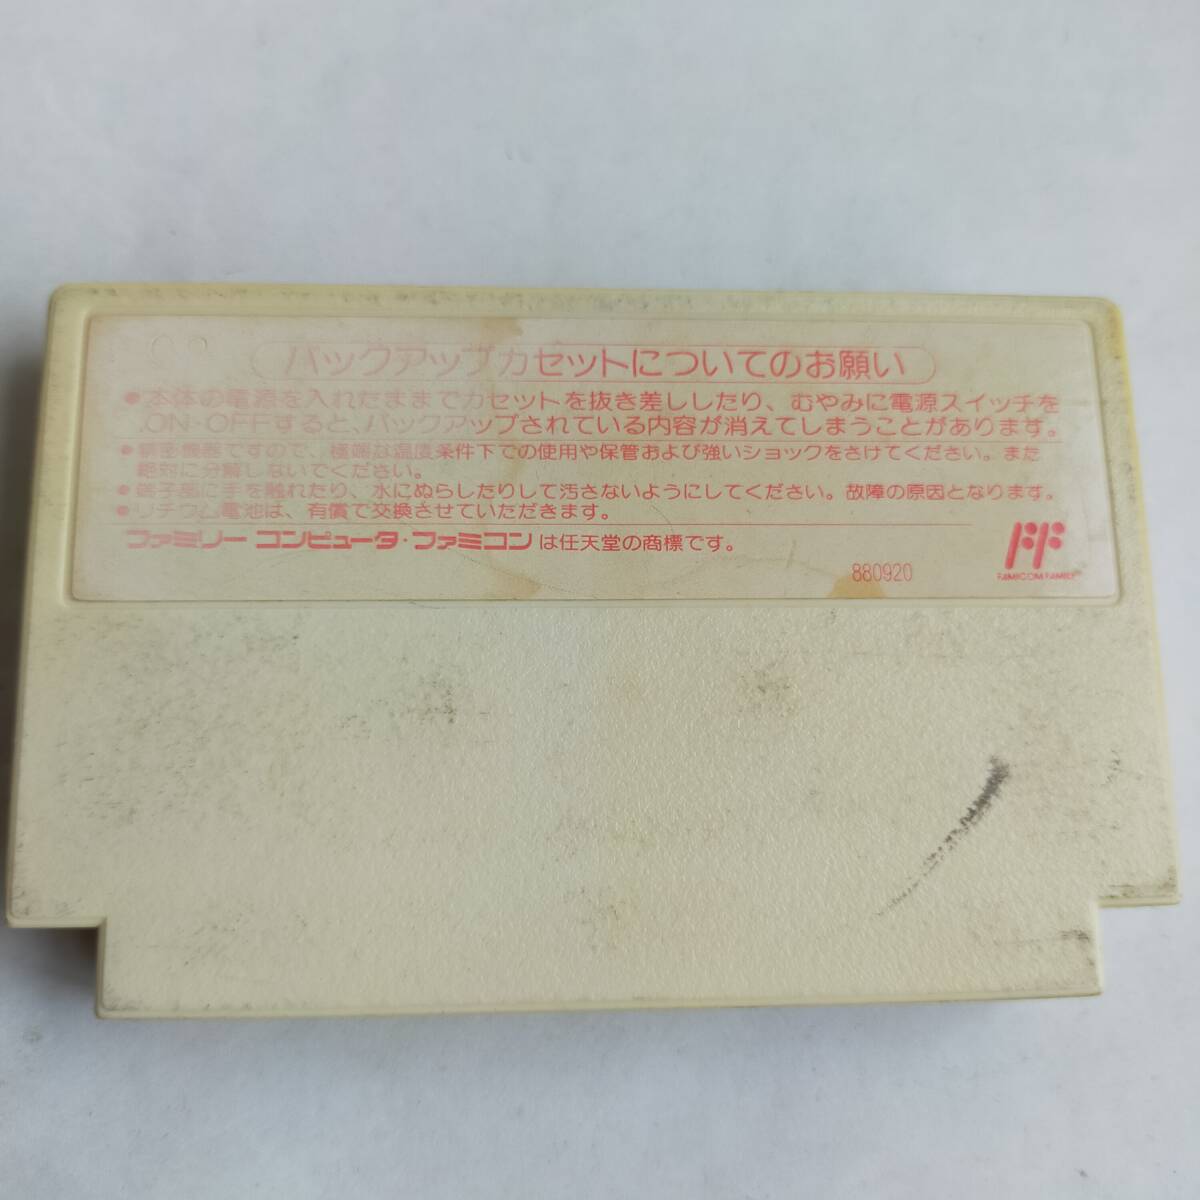 バックアップカセットについてのお願い
●本体の電源を入れたままでカセットを抜き差ししたり、むやみに電源スイッチを
ON・OFFすると、バックアップされている内容が消えてしまうことがあります。
●精密機器ですので、極端な温度条件下での使用や保管および強いショックをさけてください。また
絶対に分解しないでください。
●端子部に手を触れたり、水にぬらしたりして汚さないようにしてください。故障の原因となります。
●リチウム電池は、有償で交換させていただきます。
ファミリーコンピュータ・ファミコンは任天堂の商標です。
880920
FAMICOM FAMILY